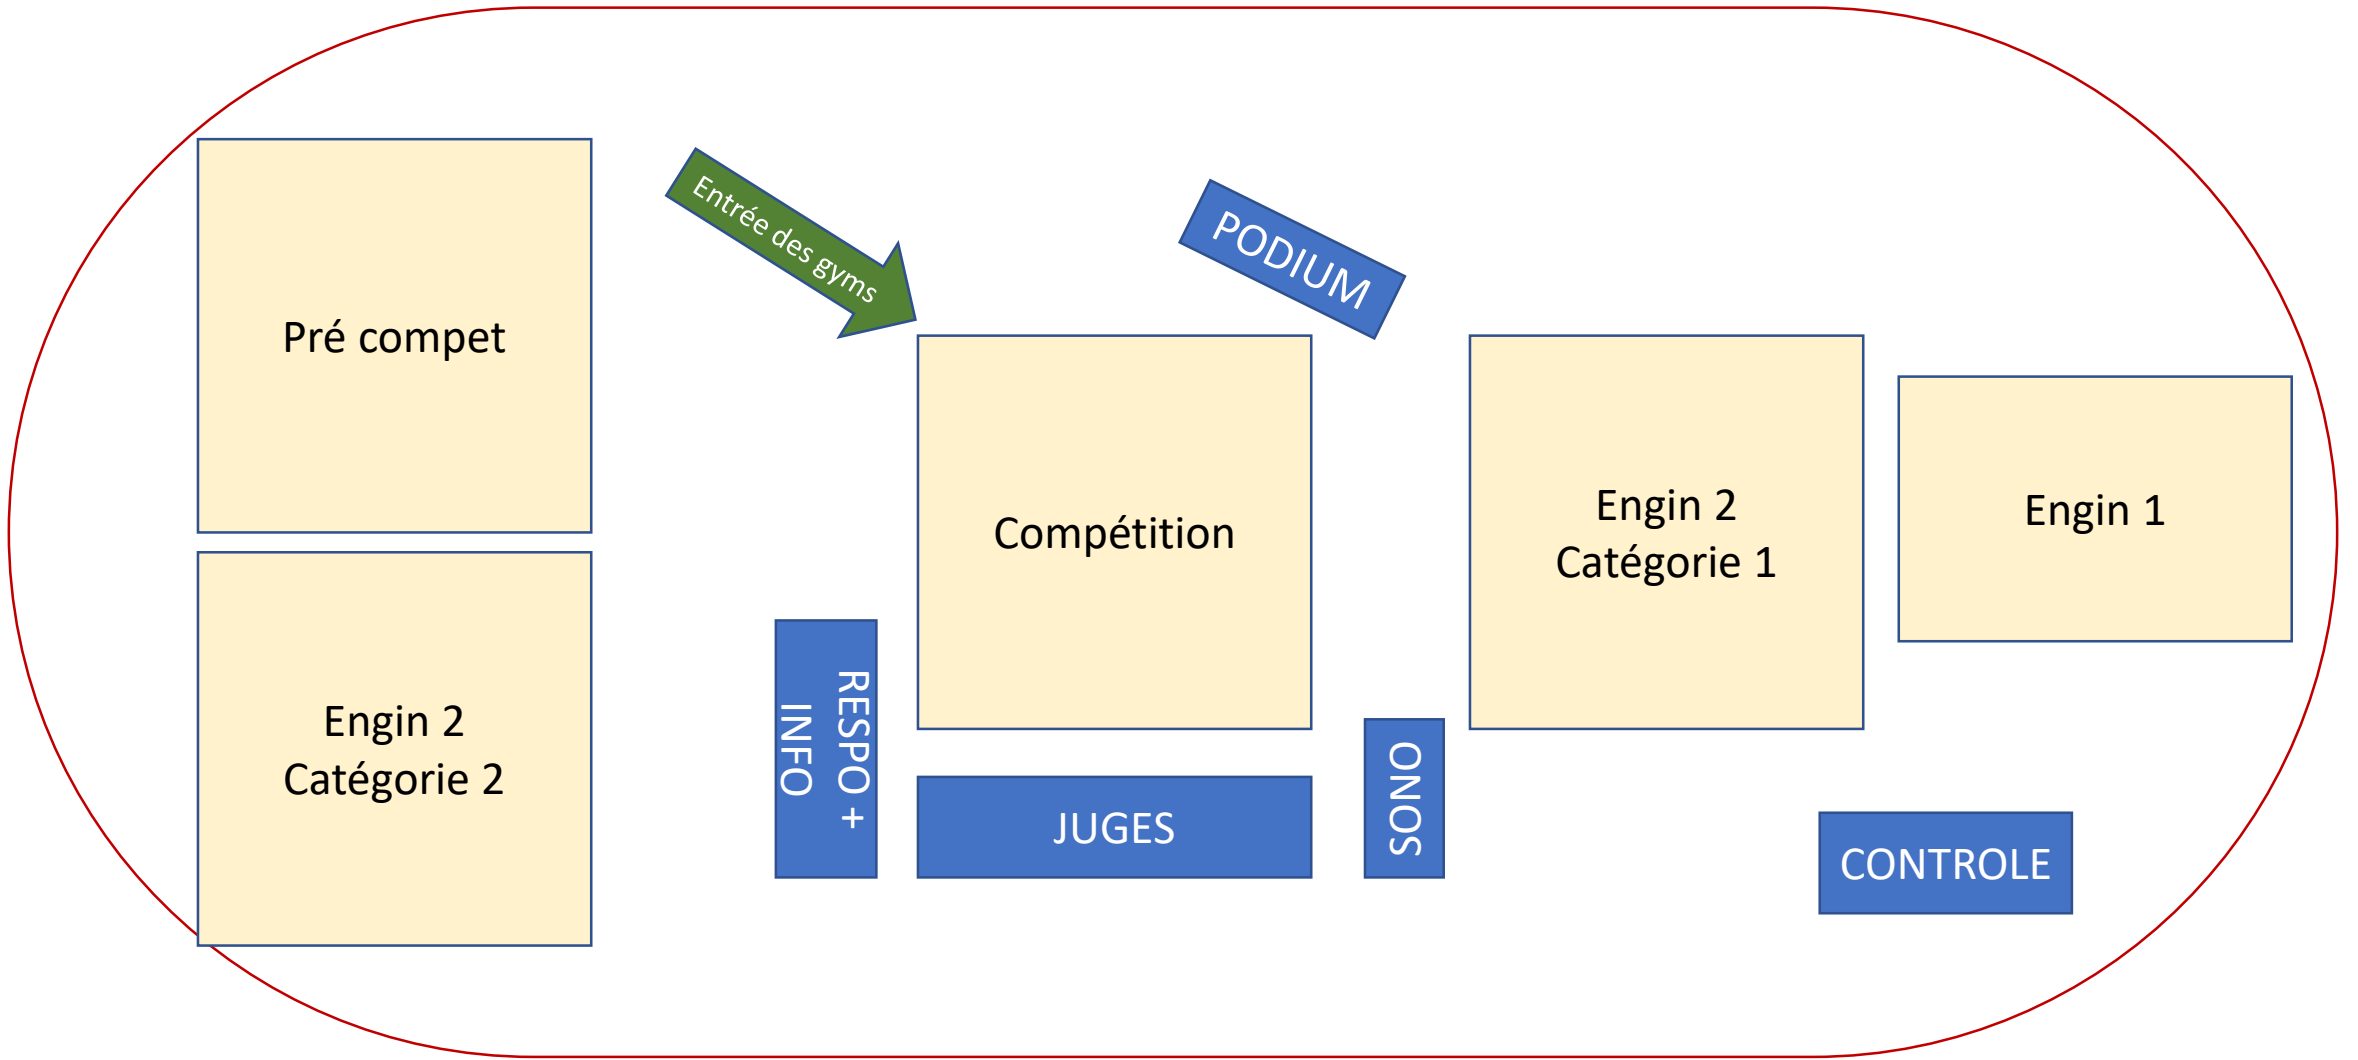 Pré compet
Entrée des gyms
PODIUM
Compétition
Engin 2
Catégorie 1
Engin 1
Engin 2
Catégorie 2
RESPO +
INFO
JUGES
SONO
CONTROLE